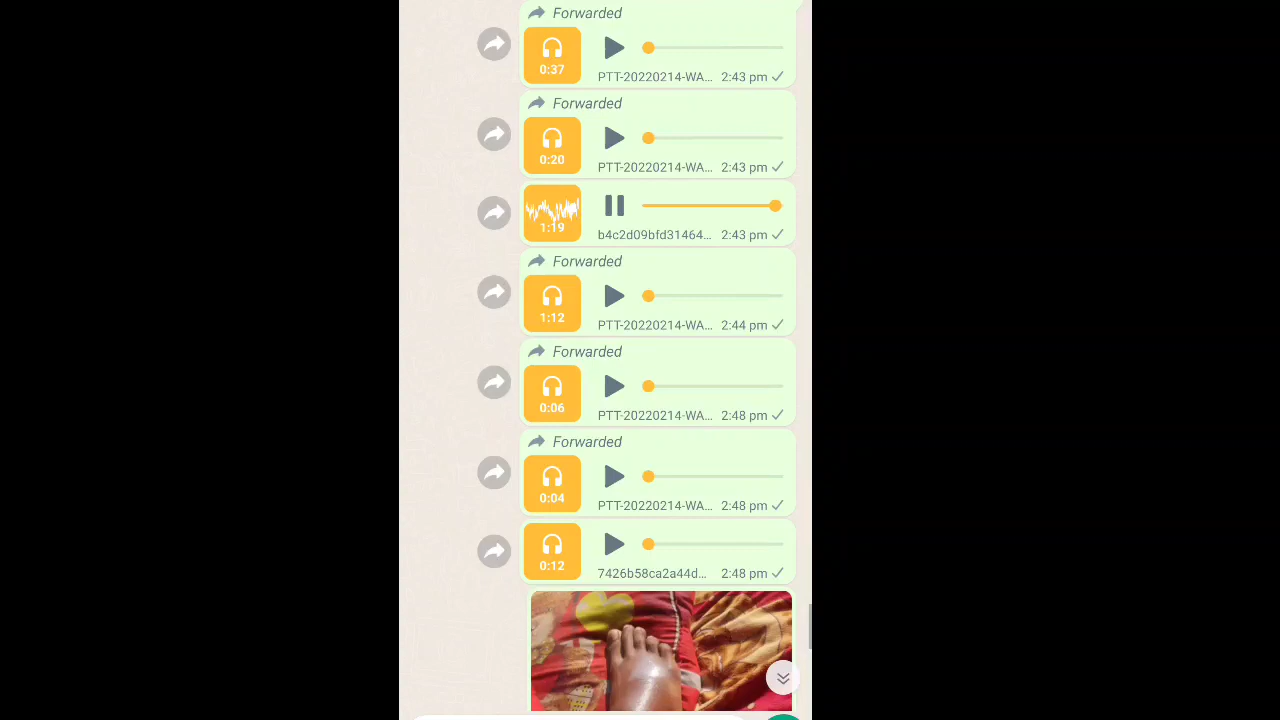 Forwarded
0:37
PTT-20220214-WA... 2:43 pm
Forwarded
0:20
PTT-20220214-WA... 2:43 pm
1:19
b4c2d09bfd31464... 2:43 pm
Forwarded
1:12
PTT-20220214-WA... 2:44 pm
Forwarded
0:06
PTT-20220214-WA... 2:48 pm
Forwarded
0:04
PTT-20220214-WA... 2:48 pm
0:12
7426b58ca2a44d... 2:48 pm